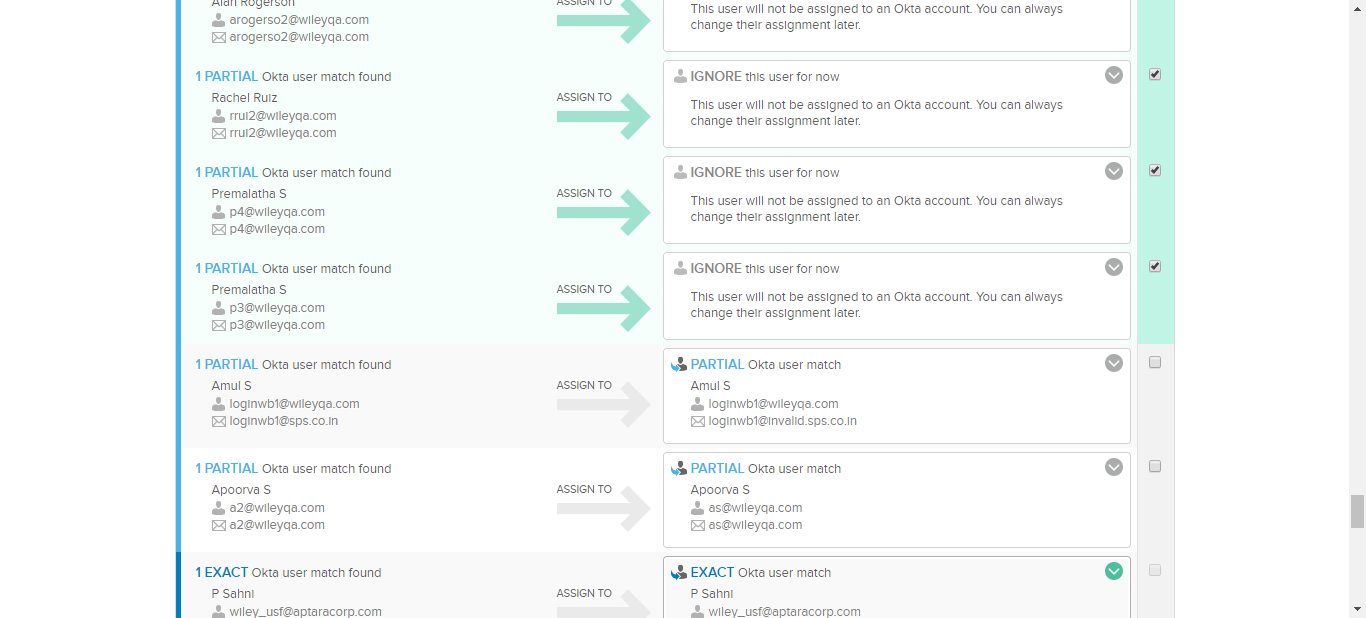 Alan Rogerson
ASSIGN TO
arogerso2@wileyqa.com
arogerso2@wileyqa.com
This user will not be assigned to an Okta account. You can always
change their assignment later.
1 PARTIAL Okta user match found
Rachel Ruiz
rrui2@wileyqa.com
rrui2@wileyqa.com
ASSIGN TO
IGNORE this user for now
This user will not be assigned to an Okta account. You can always
change their assignment later.
1 PARTIAL Okta user match found
Premalatha S
p4@wileyqa.com
p4@wileyqa.com
ASSIGN TO
IGNORE this user for now
This user will not be assigned to an Okta account. You can always
change their assignment later.
1 PARTIAL Okta user match found
Premalatha S
p3@wileyqa.com
p3@wileyqa.com
ASSIGN TO
IGNORE this user for now
This user will not be assigned to an Okta account. You can always
change their assignment later.
1 PARTIAL Okta user match found
Amul S
loginwb1@wileyqa.com
loginwb1@sps.co.in
ASSIGN TO
PARTIAL Okta user match
Amul S
loginwb1@wileyqa.com
loginwb1@invalid.sps.co.in
1 PARTIAL Okta user match found
Apoorva S
a2@wileyqa.com
a2@wileyqa.com
ASSIGN TO
PARTIAL Okta user match
Apoorva S
as@wileyqa.com
as@wileyqa.com
1 EXACT Okta user match found
P Sahni
wiley_usf@aptaracorp.com
ASSIGN TO
EXACT Okta user match
P Sahni
wiley_usf@aptaracorp.com